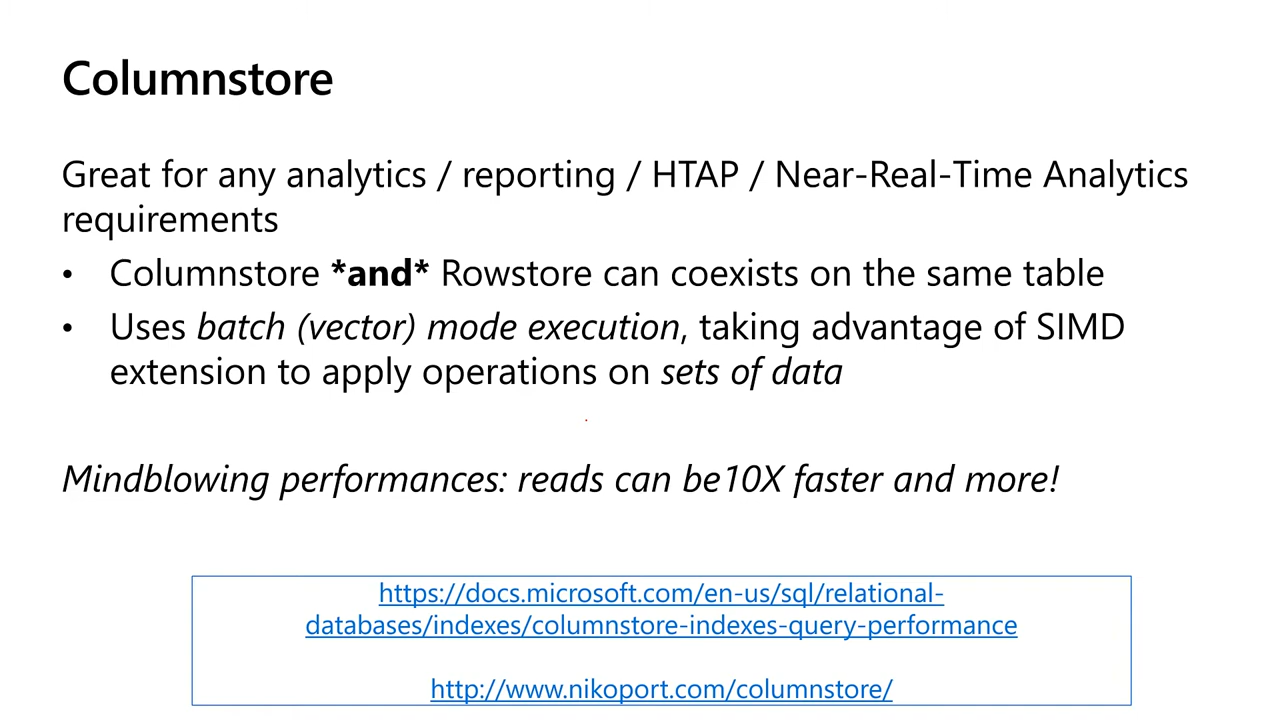 Columnstore
Great for any analytics / reporting / HTAP / Near-Real-Time Analytics
requirements
• Columnstore *and* Rowstore can coexists on the same table
• Uses batch (vector) mode execution, taking advantage of SIMD
extension to apply operations on sets of data
Mindblowing performances: reads can be10X faster and more!
https://docs.microsoft.com/en-us/sql/relational-
databases/indexes/columnstore-indexes-query-performance
http://www.nikoport.com/columnstore/